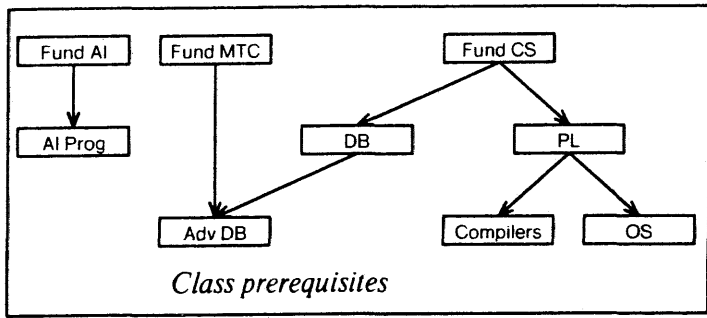 Fund AI
Fund MTC
Fund CS
AI Prog
DB
PL
Adv DB
Compilers
OS
Class prerequisites